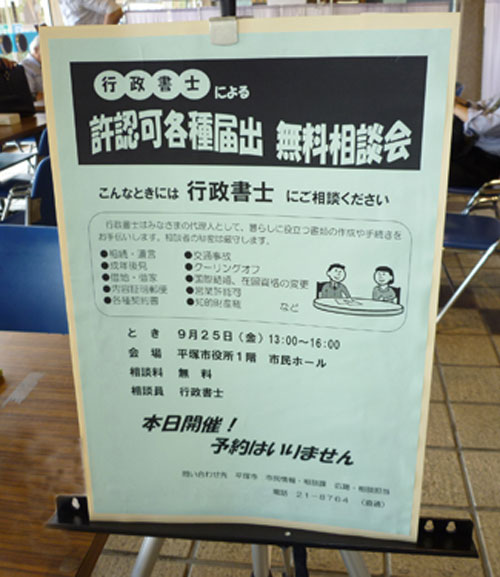 行政書士による
許認可各種届出 無料相談会
こんなときには 行政書士 にご相談ください
行政書士はみなさまの代理人として、暮らしに役立つ書類の作成や手続きを
お手伝いします。相談者の秘密は厳守します。
●相続・遺言
●成年後見
●借地・借家
●内容証明郵便
●各種契約書
●交通事故
●クーリングオフ
●国際結婚、在留資格の変更
●営業許認可
●知的財産権
など
とき 9月25日(金)13:00~16:00
会場 平塚市役所1階 市民ホール
相談料 無料
相談員 行政書士
本日開催!
予約はいりません
問い合わせ先 平塚市 市民情報・相談課 広聴・相談担当
電話 21-8764 (直通)